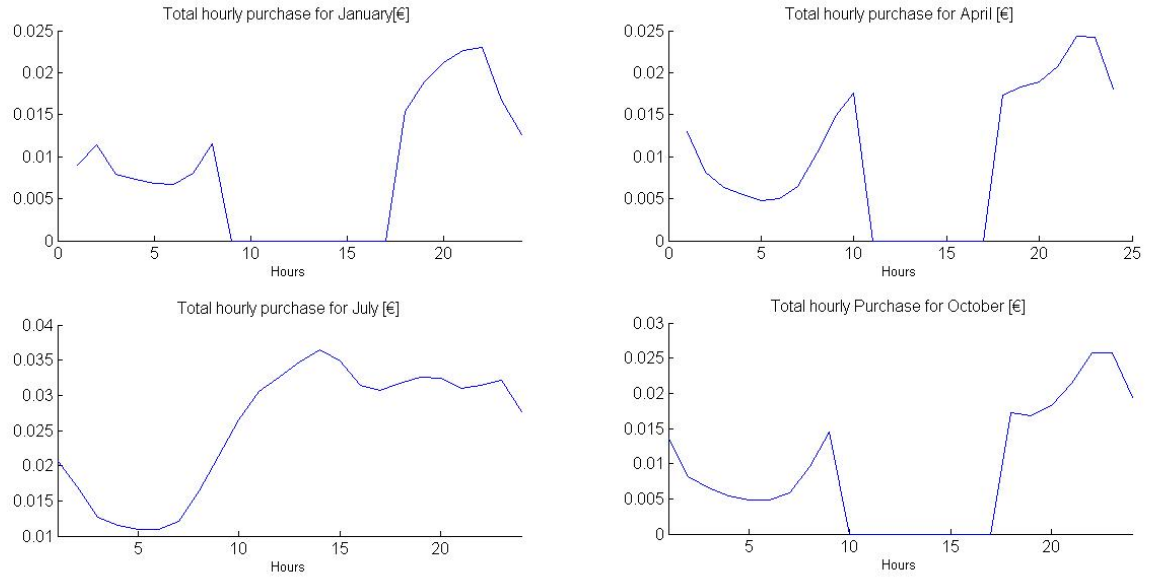 Total hourly purchase for January[€]
0.025
0.02
0.015
0.01
0.005
0
0 5 10 15 20
Hours
Total hourly purchase for April [€]
0.025
0.02
0.015
0.01
0.005
0
0 5 10 15 20 25
Hours
Total hourly purchase for July [€]
0.04
0.035
0.03
0.025
0.02
0.015
0.01
5 10 15 20
Hours
Total hourly Purchase for October [€]
0.03
0.025
0.02
0.015
0.01
0.005
0
5 10 15 20
Hours